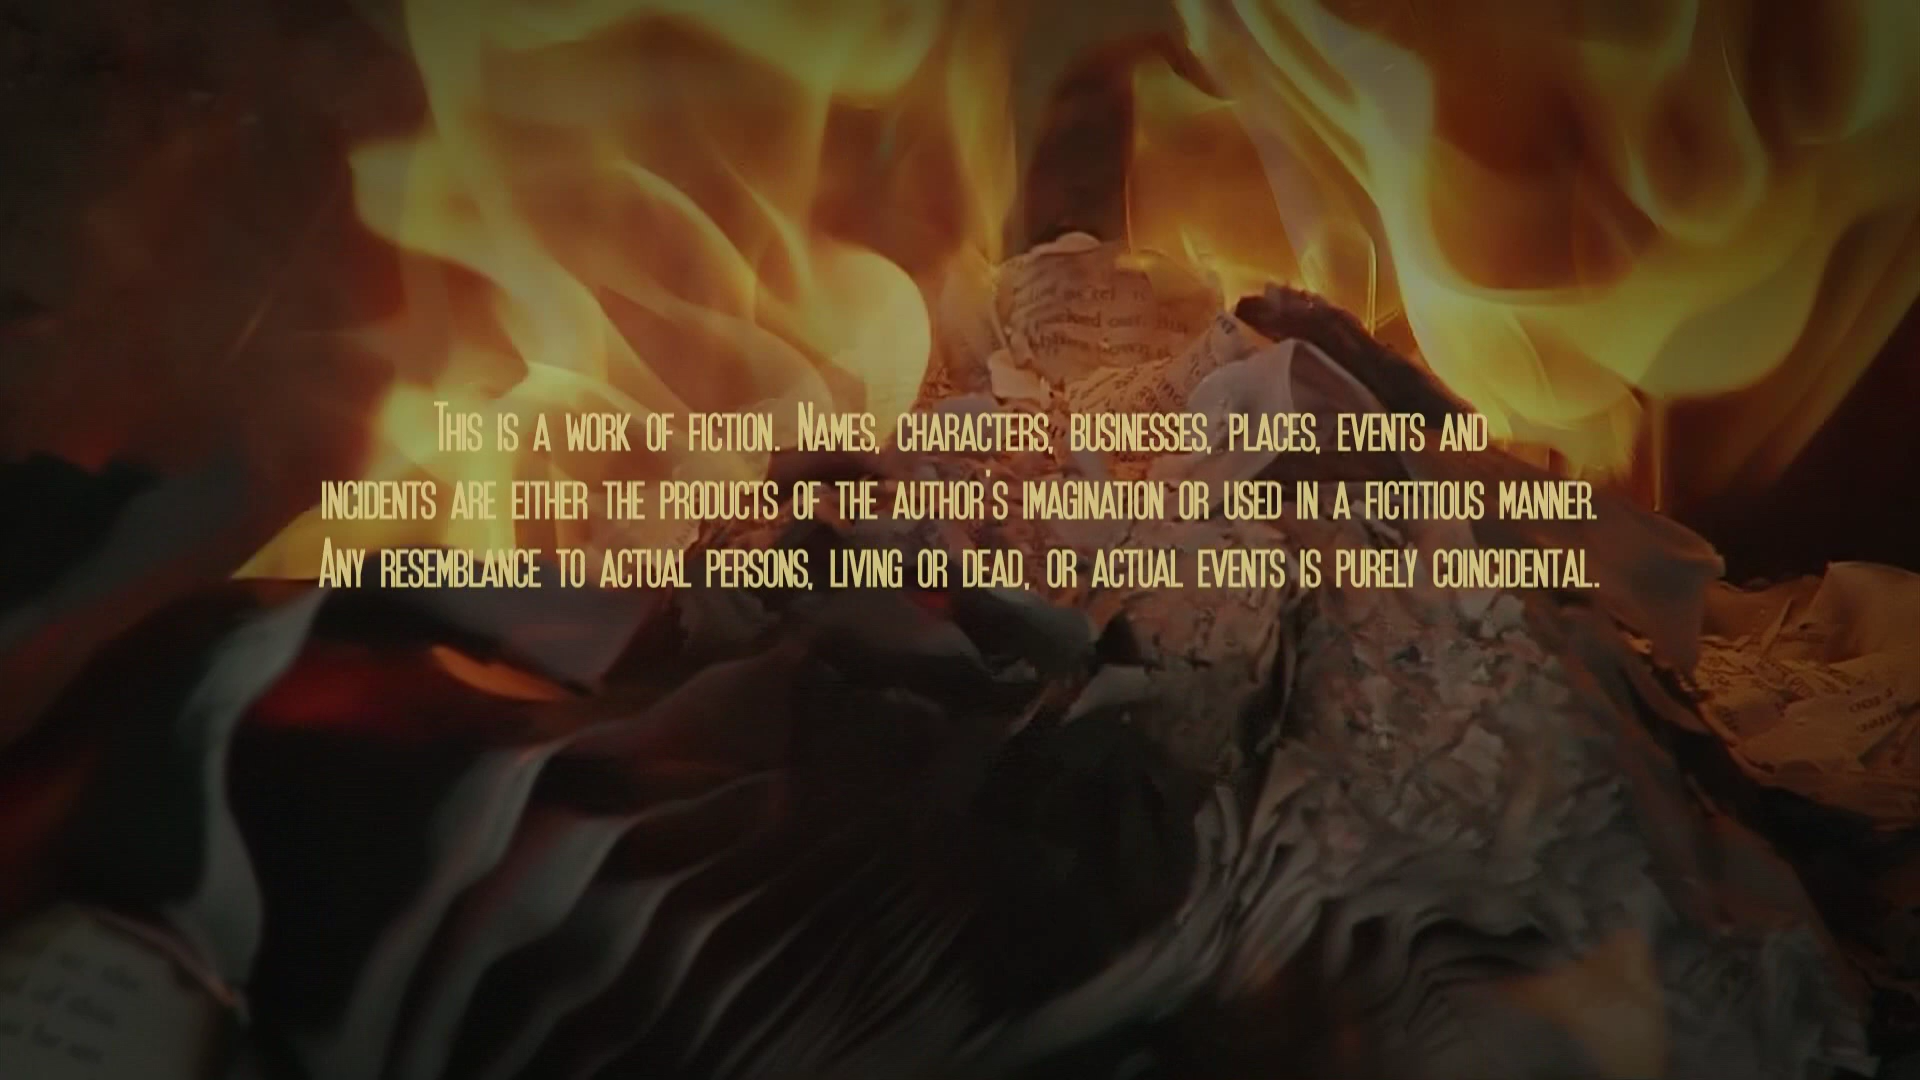 This is a work of fiction. Names, characters, businesses, places, events and
incidents are either the products of the author's imagination or used in a fictitious manner.
Any resemblance to actual persons, living or dead, or actual events is purely coincidental.